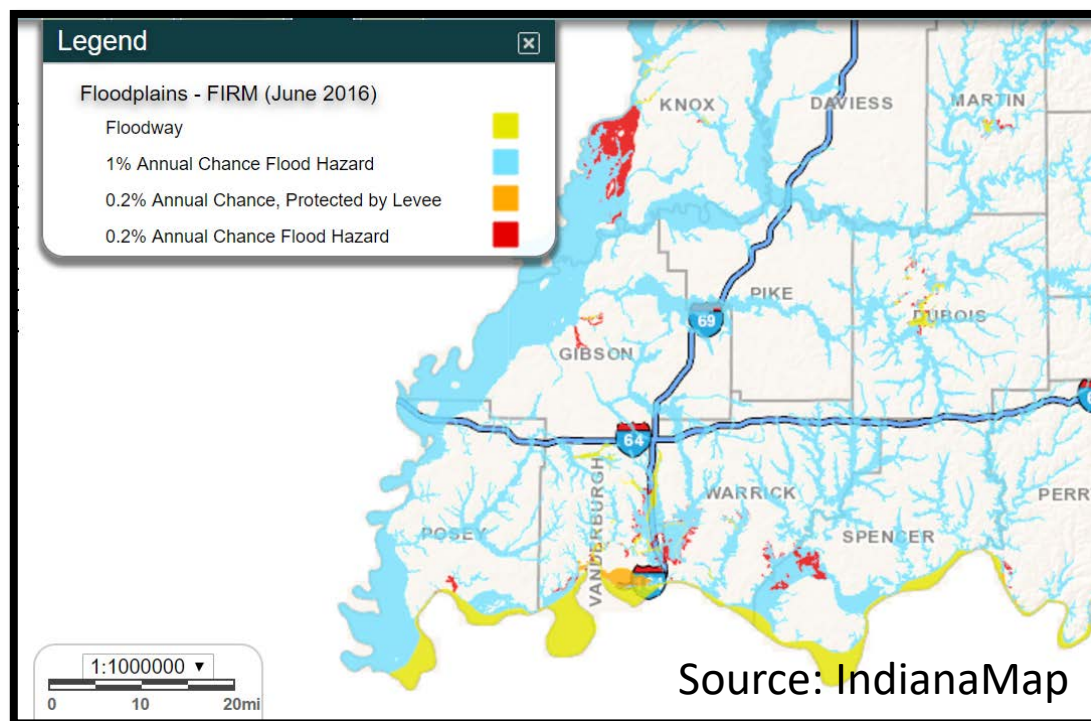 Legend
Floodplains - FIRM (June 2016)
Floodway
1% Annual Chance Flood Hazard
0.2% Annual Chance, Protected by Levee
0.2% Annual Chance Flood Hazard
KNOX
DAVIESS
MARTIN
PIKE
DUBOIS
69
GIBSON
64
VANDERBURGH
WARRICK
PERR
POSEY
SPENCER
1:1000000 ▼
0 10 20mi
Source: IndianaMap